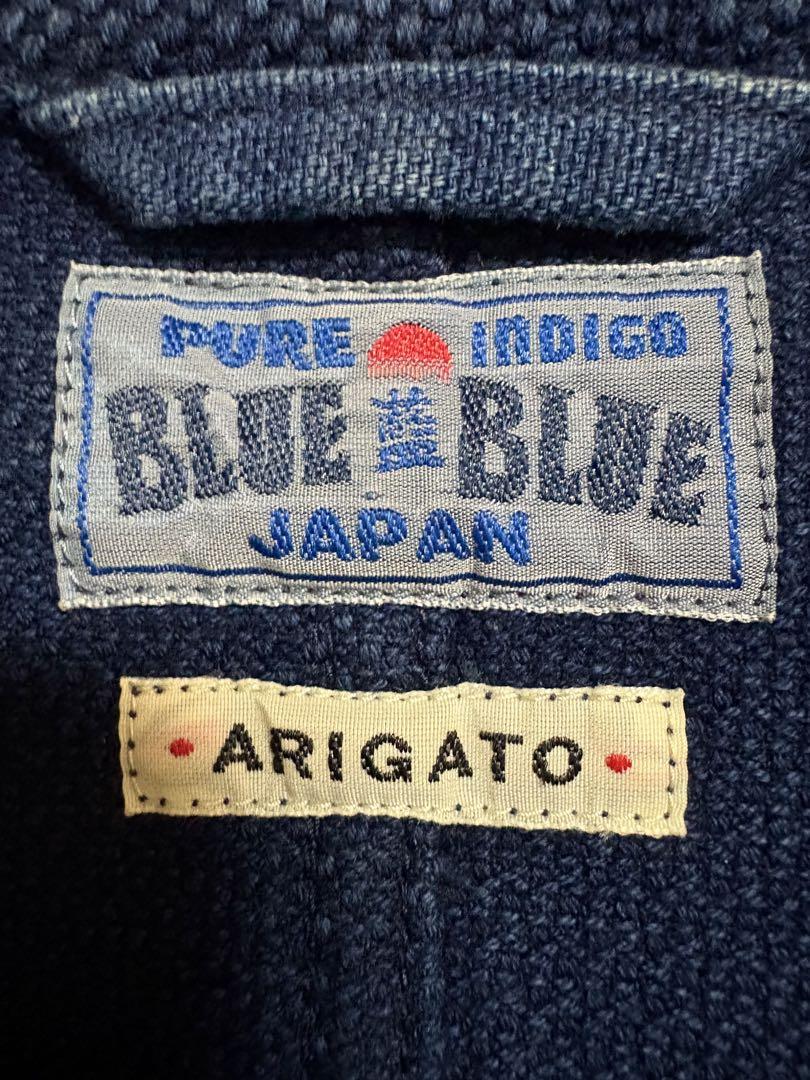 PURE INDIGO
BLUE 藍 BLUE
JAPAN
• ARIGATO •